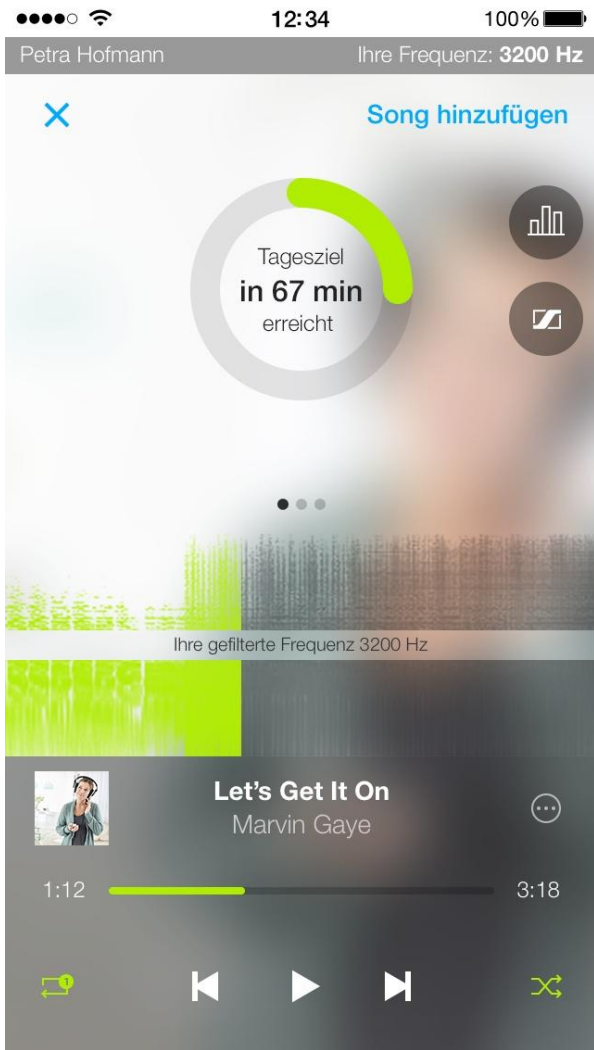 12:34
100%
Petra Hofmann
Ihre Frequenz: 3200 Hz
Song hinzufügen
Tagesziel
in 67 min
erreicht
Ihre gefilterte Frequenz 3200 Hz
Let’s Get It On
Marvin Gaye
1:12
3:18
1